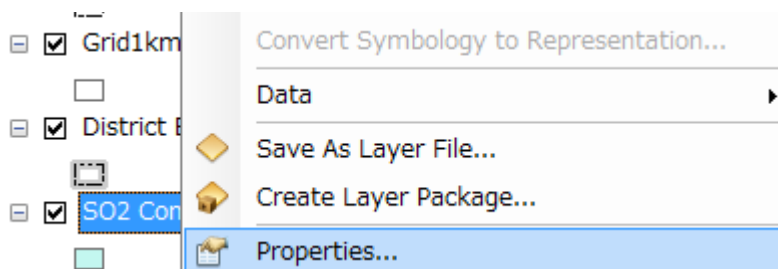 Grid1km
Convert Symbology to Representation...
Data
District
Save As Layer File...
Create Layer Package...
SO2 Con
Properties...